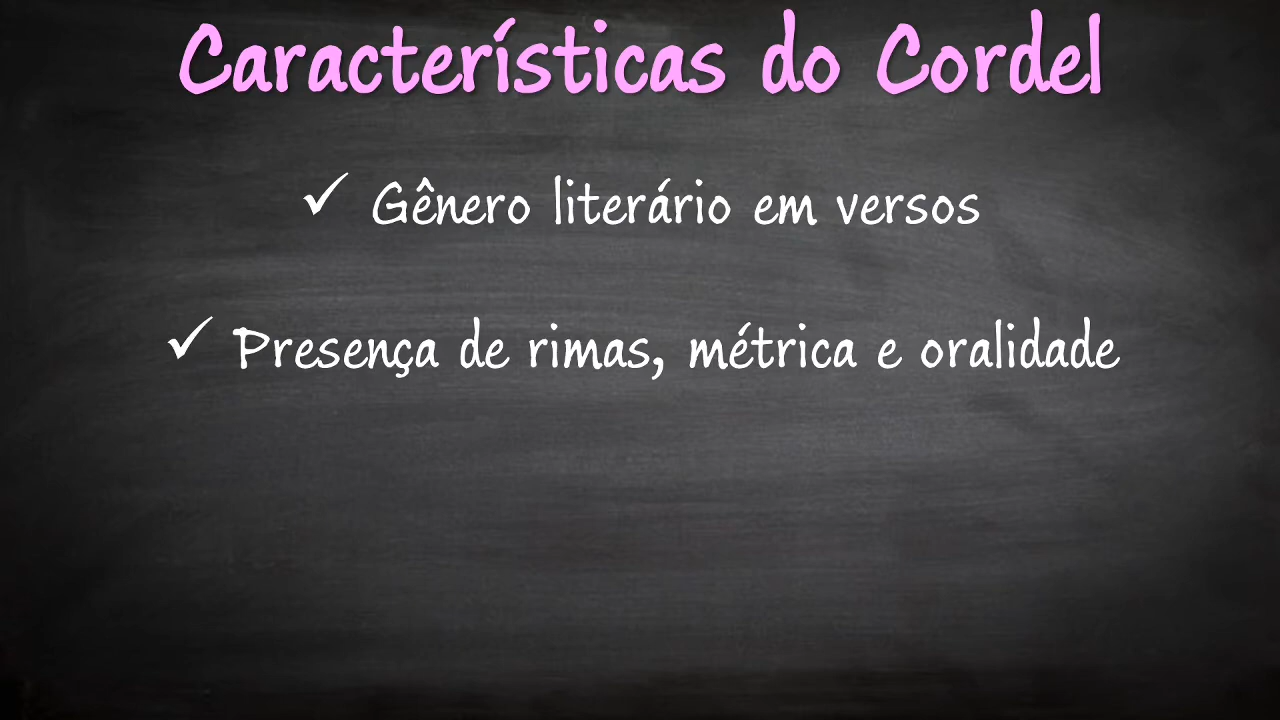 Características do Cordel
✓ Gênero literário em versos
✓ Presença de rimas, métrica e oralidade